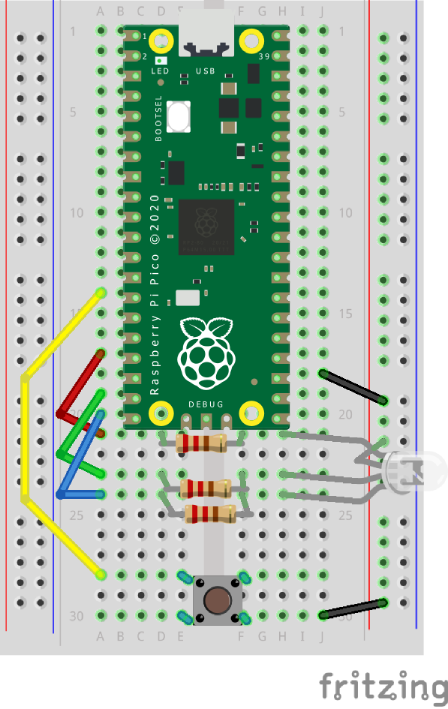 A B C D E F G H I J
1 1 39 1
2
LED USB
BOOTSEL
5 5
10 10
Raspberry Pi Pico ©2020
15 15
DEBUG
20 20
25 25
30 30
A B C D E F G H I J
fritzing